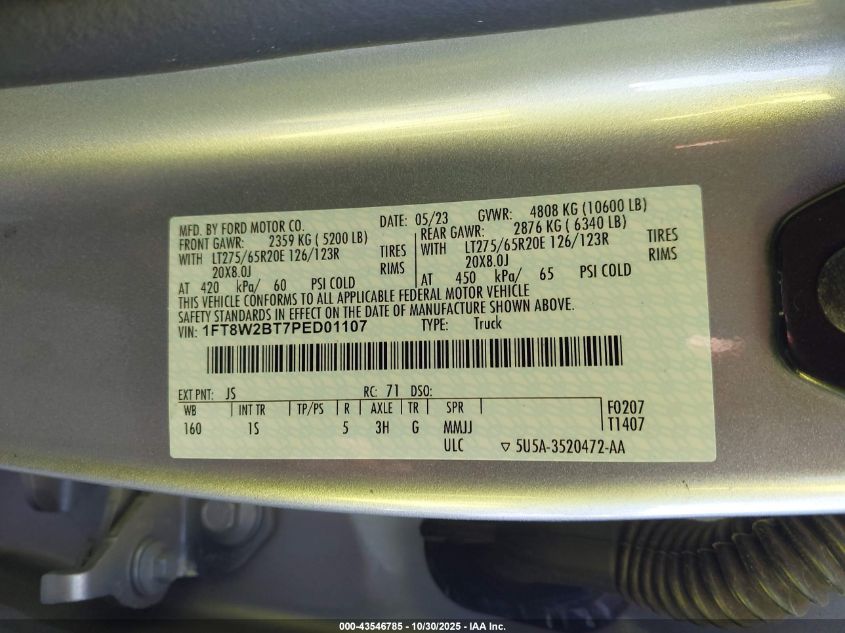 MFD. BY FORD MOTOR CO. DATE: 05/23 GVWR: 4808 KG (10600 LB)
FRONT GAWR: 2359 KG ( 5200 LB) REAR GAWR: 2876 KG ( 6340 LB)
WITH LT275/65R20E 126/123R TIRES WITH LT275/65R20E 126/123R TIRES
20X8.0J RIMS 20X8.0J RIMS
AT 420 kPa/ 60 PSI COLD AT 450 kPa/ 65 PSI COLD
THIS VEHICLE CONFORMS TO ALL APPLICABLE FEDERAL MOTOR VEHICLE
SAFETY STANDARDS IN EFFECT ON THE DATE OF MANUFACTURE SHOWN ABOVE.
VIN: 1FT8W2BT7PED01107 TYPE: Truck
EXT PNT: JS RC: 71 DSO:
WB INT TR TP/PS R AXLE TR SPR F0207
160 1S 5 3H G MMJJ T1407
ULC ▽ 5U5A-3520472-AA
000-43546785 - 10/30/2025 - IAA Inc.